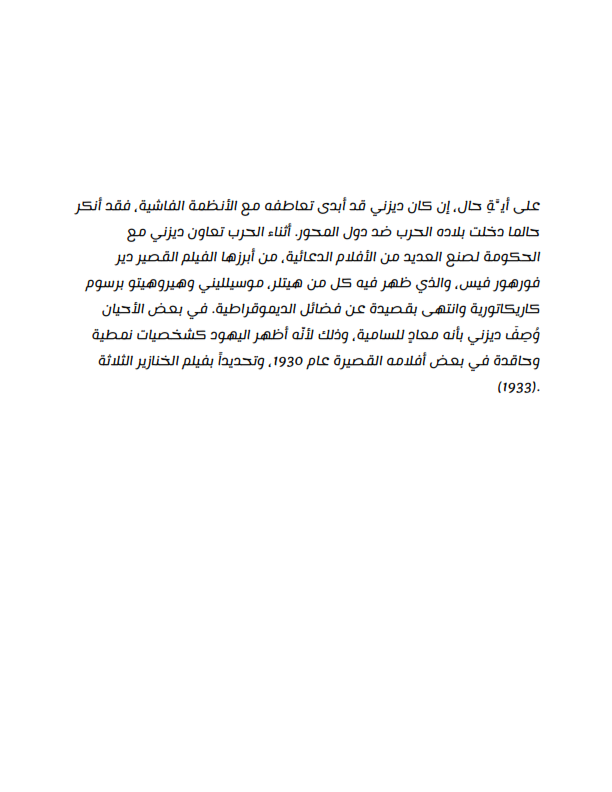 على أيَّةِ حال، إن كان ديزني قد أبدى تعاطفه مع الأنظمة الفاشية، فقد أنكر
حالما دخلت بلاده الحرب ضد دول المحور. أثناء الحرب تعاون ديزني مع
الحكومة لصنع العديد من الأفلام الدعائية، من أبرزها الفيلم القصير دير
فورهور فيس، والذي ظهر فيه كل من هيتلر، موسيلليني وهيروهيتو برسوم
كاريكاتورية وانتهى بقصيدة عن فضائل الديموقراطية. في بعض الأحيان
وُصِفَ ديزني بأنه معادٍ للسامية، وذلك لأنّه أظهر اليهود كشخصيات نمطية
وحاقدة في بعض أفلامه القصيرة عام 1930، وتحديداً بفيلم الخنازير الثلاثة
.(1933)